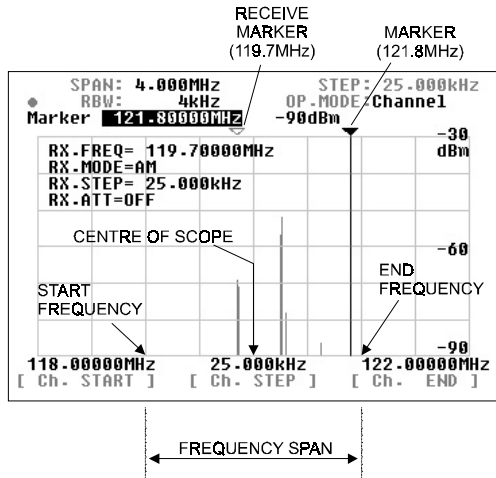 RECEIVE
MARKER
(119.7MHz)
MARKER
(121.8MHz)
SPAN: 4.000MHz STEP: 25.000kHz
RBW: 4kHz OP.MODE:Channel
Marker 121.80000MHz -90dBm
-30
dBm
RX.FREQ= 119.70000MHz
RX.MODE=AM
RX.STEP= 25.000kHz
RX.ATT=OFF
CENTRE OF SCOPE
-60
START
FREQUENCY
END
FREQUENCY
-90
118.00000MHz 25.000kHz 122.00000MHz
[ Ch. START ] [ Ch. STEP ] [ Ch. END ]
FREQUENCY SPAN